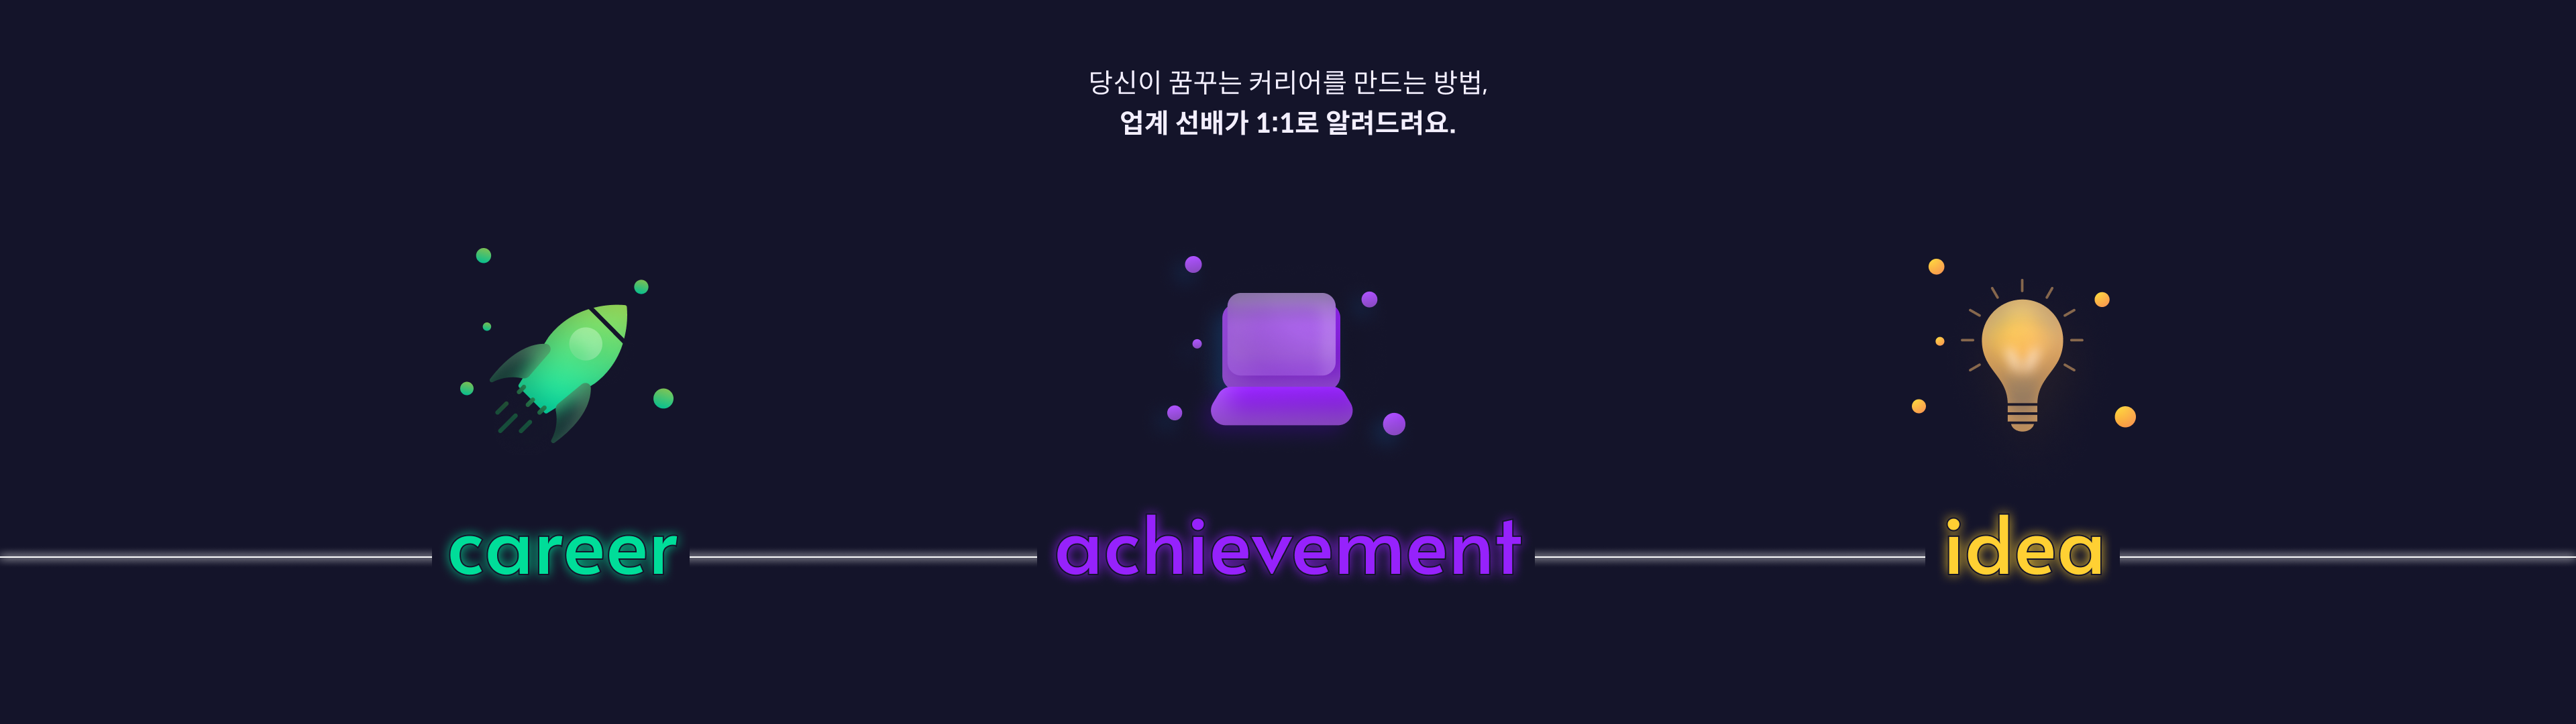 당신이 꿈꾸는 커리어를 만드는 방법,
업계 선배가 1:1로 알려드려요.
career
achievement
idea